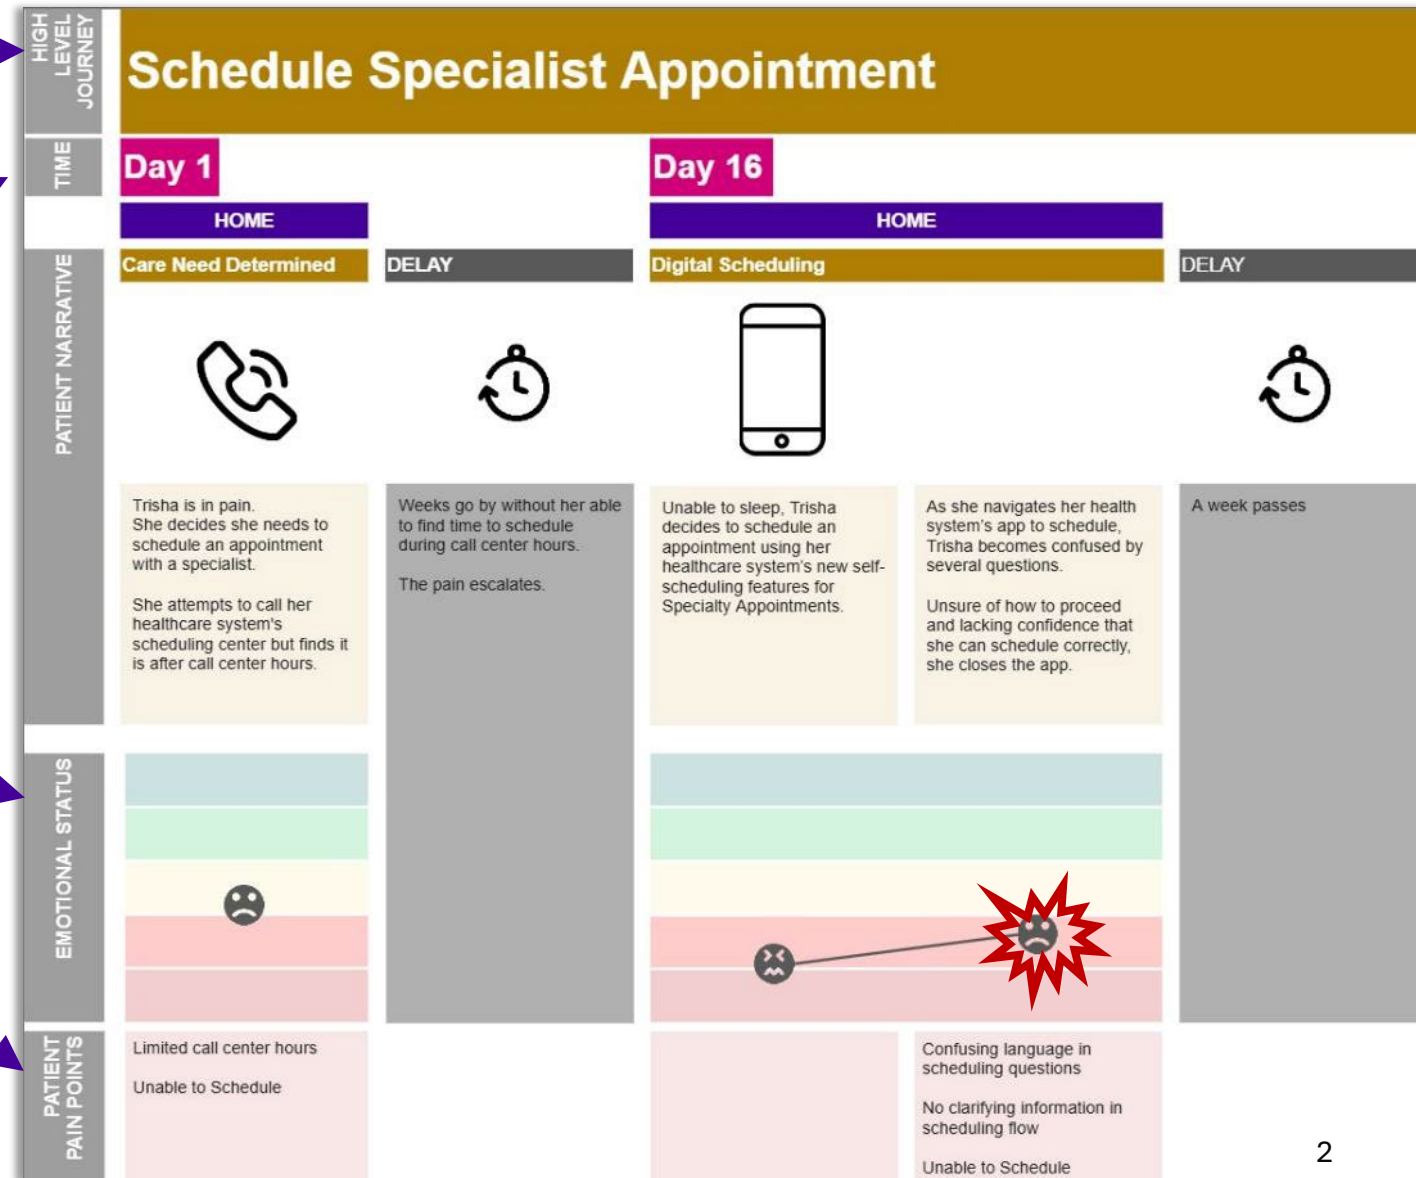 HIGH
LEVEL
JOURNEY
Schedule Specialist Appointment
TIME
Day 1
Day 16
HOME
HOME
PATIENT NARRATIVE
Care Need Determined
DELAY
Digital Scheduling
DELAY
Trisha is in pain.
She decides she needs to
schedule an appointment
with a specialist.
She attempts to call her
healthcare system's
scheduling center but finds it
is after call center hours.
Weeks go by without her able
to find time to schedule
during call center hours.
The pain escalates.
Unable to sleep, Trisha
decides to schedule an
appointment using her
healthcare system's new self-
scheduling features for
Specialty Appointments.
As she navigates her health
system's app to schedule,
Trisha becomes confused by
several questions.
Unsure of how to proceed
and lacking confidence that
she can schedule correctly,
she closes the app.
A week passes
EMOTIONAL STATUS
PATIENT
PAIN POINTS
Limited call center hours
Unable to Schedule
Confusing language in
scheduling questions
No clarifying information in
scheduling flow
Unable to Schedule
2